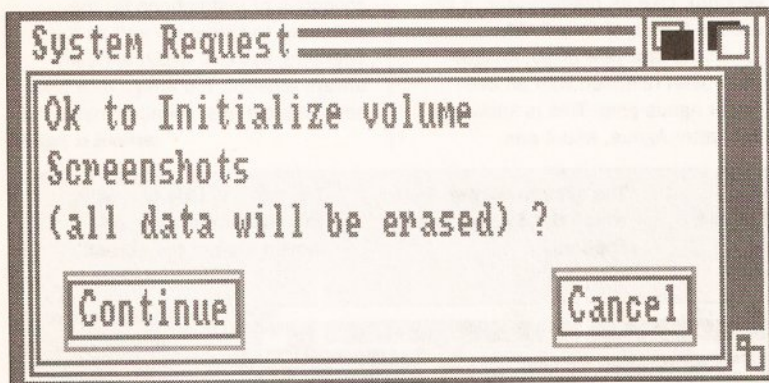 System Request
Ok to Initialize volume
Screenshots
(all data will be erased) ?
Continue
Cancel